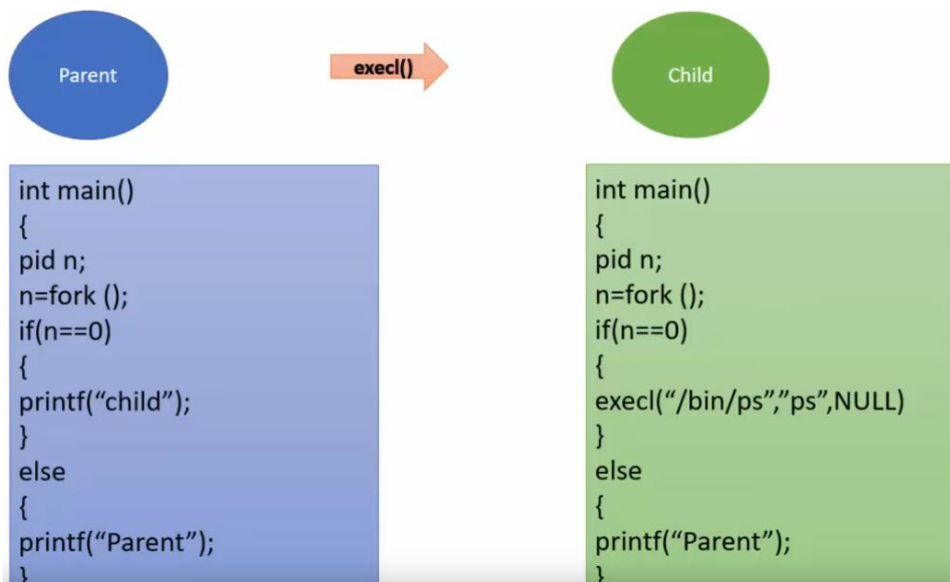 Parent
execl()
Child
int main()
{
pid n;
n=fork ();
if(n==0)
{
printf(“child”);
}
else
{
printf(“Parent”);
}
int main()
{
pid n;
n=fork ();
if(n==0)
{
execl(“/bin/ps”,”ps”,NULL)
}
else
{
printf(“Parent”);
}